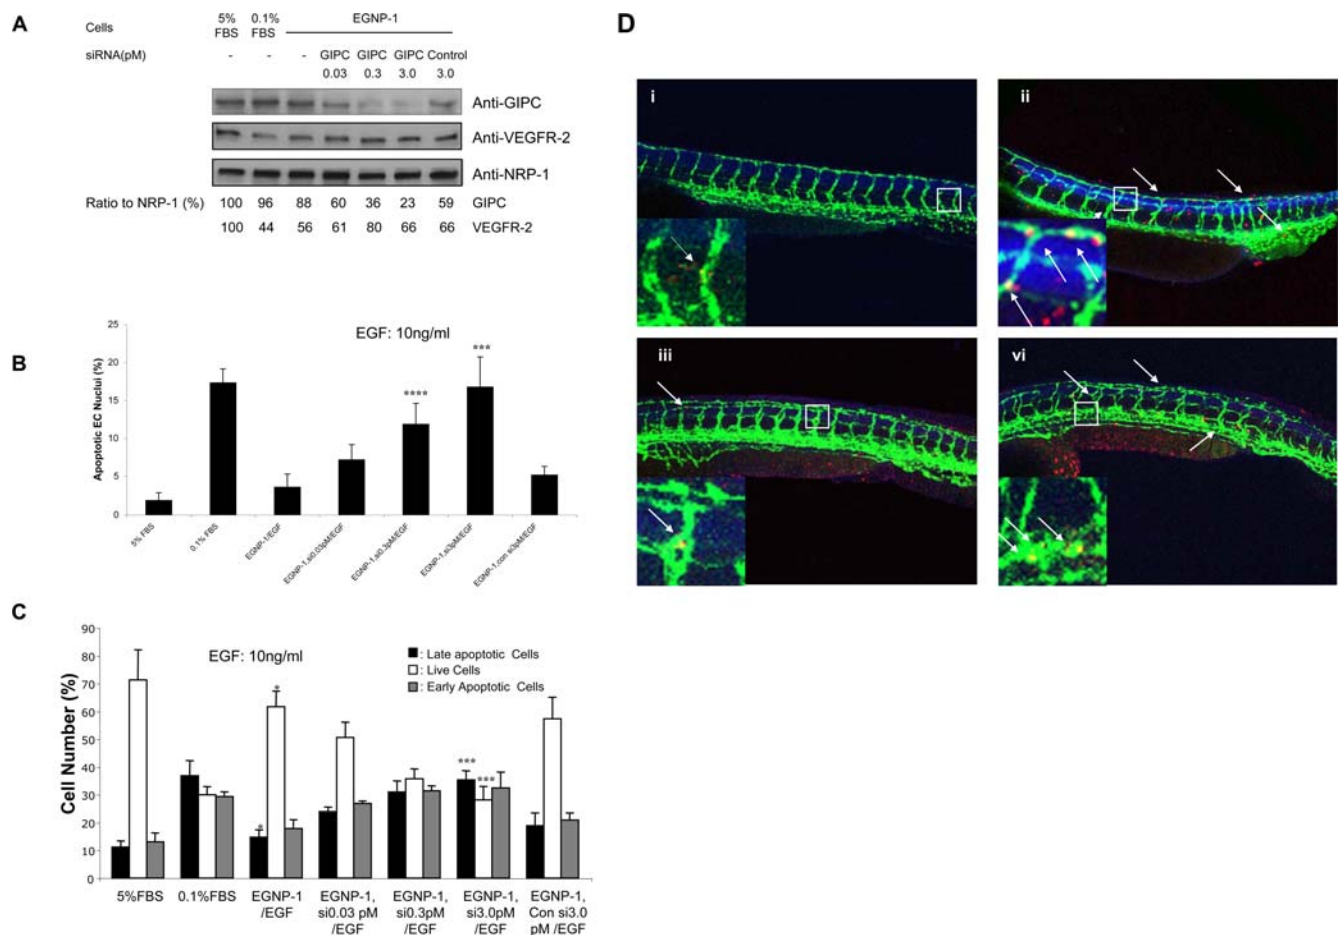 A
Cells
5% FBS
0.1% FBS
EGNP-1
siRNA(pM)
- - - GIPC GIPC GIPC Control
0.03 0.3 3.0 3.0
Anti-GIPC
Anti-VEGFR-2
Anti-NRP-1
Ratio to NRP-1 (%) 100 96 88 60 36 23 59 GIPC
100 44 56 61 80 66 66 VEGFR-2
B
EGF: 10ng/ml
Apoptotic EC Nuclui (%)
25
20
15
10
5
0
****
***
5% FBS
0.1% FBS
EGNP-1/EGF
EGNP-1,si0.03pM/EGF
EGNP-1,si0.3pM/EGF
EGNP-1,si3pM/EGF
EGNP-1,con si3pM/EGF
C
EGF: 10ng/ml
: Late apoptotic Cells
: Live Cells
: Early Apoptotic Cells
Cell Number (%)
90
80
70
60
50
40
30
20
10
0
*
*
***
***
5%FBS
0.1%FBS
EGNP-1
/EGF
EGNP-1,
si0.03 pM
/EGF
EGNP-1,
si0.3pM
/EGF
EGNP-1,
si3.0pM
/EGF
EGNP-1,
Con si3.0
pM /EGF
D
i
ii
iii
vi